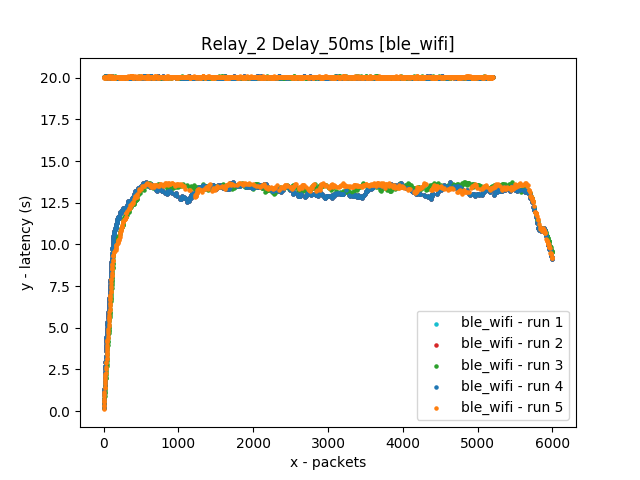 Relay_2 Delay_50ms [ble_wifi]
20.0
17.5
15.0
12.5
10.0
7.5
5.0
2.5
0.0
y - latency (s)
ble_wifi - run 1
ble_wifi - run 2
ble_wifi - run 3
ble_wifi - run 4
ble_wifi - run 5
0 1000 2000 3000 4000 5000 6000
x - packets